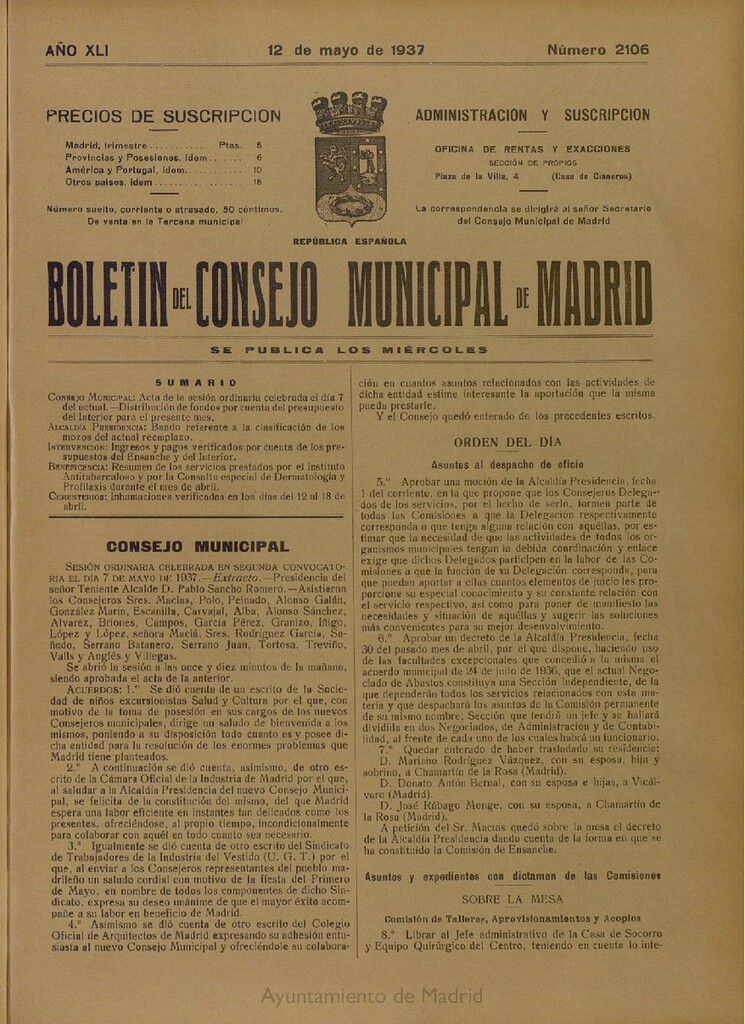 AÑO XLI
12 de mayo de 1937
Número 2106
PRECIOS DE SUSCRIPCION
Madrid, trimestre ........... Ptas. 5
Provincias y Posesiones, idem ...... 6
América y Portugal, idem ........... 10
Otros países, idem ................ 15
Número suelto, corriente o atrasado, 50 céntimos.
De venta en la Tercena municipal
ADMINISTRACION Y SUSCRIPCION
OFICINA DE RENTAS Y EXACCIONES
SECCIÓN DE PROPIOS
Plaza de la Villa, 4 (Casa de Cisneros)
La correspondencia se dirigirá al señor Secretario
del Consejo Municipal de Madrid
REPÚBLICA ESPAÑOLA
BOLETIN DEL CONSEJO MUNICIPAL DE MADRID
SE PUBLICA LOS MIÉRCOLES
SUMARIO
CONSEJO MUNICIPAL: Acta de la sesión ordinaria celebrada el día 7
del actual.—Distribución de fondos por cuenta del presupuesto
del Interior para el presente mes.
ALCALDÍA PRESIDENCIA: Bando referente a la clasificación de los
mozos del actual reemplazo.
INTERVENCIÓN: Ingresos y pagos verificados por cuenta de los pre-
supuestos del Ensanche y del Interior.
BENEFICENCIA: Resumen de los servicios prestados por el Instituto
Antituberculoso y por la Consulta especial de Dermatología y
Profilaxis durante el mes de abril.
CEMENTERIOS: Inhumaciones verificadas en los días del 12 al 18 de
abril.
CONSEJO MUNICIPAL
SESIÓN ORDINARIA CELEBRADA EN SEGUNDA CONVOCATO-
RIA EL DÍA 7 DE MAYO DE 1937.—Extracto.—Presidencia del
señor Teniente Alcalde D. Pablo Sancho Romero.—Asistieron
los Consejeros Sres. Macías, Polo, Peinado, Alonso Galán,
González Marín, Escanilla, Carvajal, Alba, Alonso Sánchez,
Alvarez, Briones, Campos, García Pérez, Granizo, Iñigo,
López y López, señora Maciá, Sres. Rodríguez García, Sa-
ñudo, Serrano Batanero, Serrano Juan, Tortosa, Treviño,
Valls y Anglés y Villegas.
Se abrió la sesión a las once y diez minutos de la mañana,
siendo aprobada el acta de la anterior.
ACUERDOS: 1.º Se dió cuenta de un escrito de la Socie-
dad de niños excursionistas Salud y Cultura por el que, con
motivo de la toma de posesión en sus cargos de los nuevos
Consejeros municipales, dirige un saludo de bienvenida a los
mismos, poniendo a su disposición todo cuanto es y posee di-
cha entidad para la resolución de los enormes problemas que
Madrid tiene planteados.
2.º A continuación se dió cuenta, asimismo, de otro es-
crito de la Cámara Oficial de la Industria de Madrid por el que,
al saludar a la Alcaldía Presidencia del nuevo Consejo Munici-
pal, se felicita de la constitución del mismo, del que Madrid
espera una labor eficiente en instantes tan delicados como los
presentes, ofreciéndose, al propio tiempo, incondicionalmente
para colaborar con aquél en todo cuanto sea necesario.
3.º Igualmente se dió cuenta de otro escrito del Sindicato
de Trabajadores de la Industria del Vestido (U. G. T.) por el
que, al enviar a los Consejeros representantes del pueblo ma-
drileño un saludo cordial con motivo de la fiesta del Primero
de Mayo, en nombre de todos los componentes de dicho Sin-
dicato, expresa su deseo unánime de que el mayor éxito acom-
pañe a su labor en beneficio de Madrid.
4.º Asimismo se dió cuenta de otro escrito del Colegio
Oficial de Arquitectos de Madrid expresando su adhesión entu-
siasta al nuevo Consejo Municipal y ofreciéndole su colabora-
ción en cuantos asuntos relacionados con las actividades de
dicha entidad estime interesante la aportación que la misma
pueda prestarle.
Y el Consejo quedó enterado de los precedentes escritos.
ORDEN DEL DÍA
Asuntos al despacho de oficio
5.º Aprobar una moción de la Alcaldía Presidencia, fecha
1 del corriente, en la que propone que los Consejeros Delega-
dos de los servicios, por el hecho de serlo, formen parte de
todas las Comisiones a que la Delegación respectivamente
corresponda o que tenga alguna relación con aquéllas, por es-
timar que la necesidad de que las actividades de todos los or-
ganismos municipales tengan la debida coordinación y enlace
exige que dichos Delegados participen en la labor de las Co-
misiones a que la función de su Delegación corresponda, para
que puedan aportar a ellas cuantos elementos de juicio les pro-
porcione su especial conocimiento y su constante relación con
el servicio respectivo, así como para poner de manifiesto las
necesidades y situación de aquéllas y sugerir las soluciones
más convenientes para su mejor desenvolvimiento.
6.º Aprobar un decreto de la Alcaldía Presidencia, fecha
30 del pasado mes de abril, por el que dispone, haciendo uso
de las facultades excepcionales que concedió a la misma el
acuerdo municipal de 24 de julio de 1936, que el actual Nego-
ciado de Abastos constituya una Sección independiente, de la
que dependerán todos los servicios relacionados con esta ma-
teria y que despachará los asuntos de la Comisión permanente
de su mismo nombre; Sección que tendrá un jefe y se hallará
dividida en dos Negociados, de Administración y de Contabi-
lidad, al frente de cada uno de los cuales habrá un funcionario.
7.º Quedar enterado de haber trasladado su residencia:
D. Mariano Rodríguez Vázquez, con su esposa, hija y
sobrino, a Chamartín de la Rosa (Madrid).
D. Donato Antón Bernal, con su esposa e hijas, a Vicál-
varo (Madrid).
D. José Rábago Monge, con su esposa, a Chamartín de
la Rosa (Madrid).
A petición del Sr. Macías quedó sobre la mesa el decreto
de la Alcaldía Presidencia dando cuenta de la forma en que se
ha constituído la Comisión de Ensanche.
Asuntos y expedientes con dictamen de las Comisiones
SOBRE LA MESA
Comisión de Talleres, Aprovisionamientos y Acopios
8.º Librar al Jefe administrativo de la Casa de Socorro
y Equipo Quirúrgico del Centro, teniendo en cuenta lo inte-
Ayuntamiento de Madrid